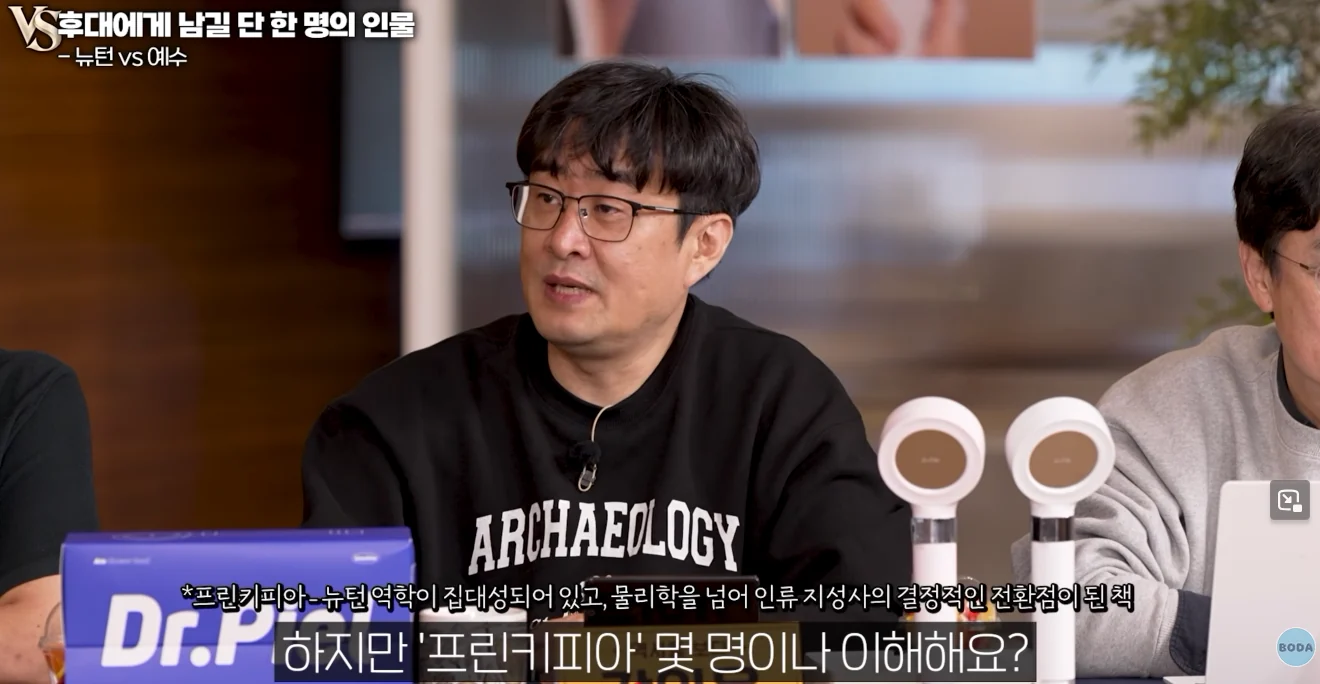 VS 후대에게 남길 단 한 명의 인물
- 뉴턴 vs 예수
ARCHAEOLOGY
*프린키피아 - 뉴턴 역학이 집대성되어 있고, 물리학을 넘어 인류 지성사의 결정적인 전환점이 된 책
Dr.Piel
하지만 '프린키피아' 몇 명이나 이해해요?
BODA